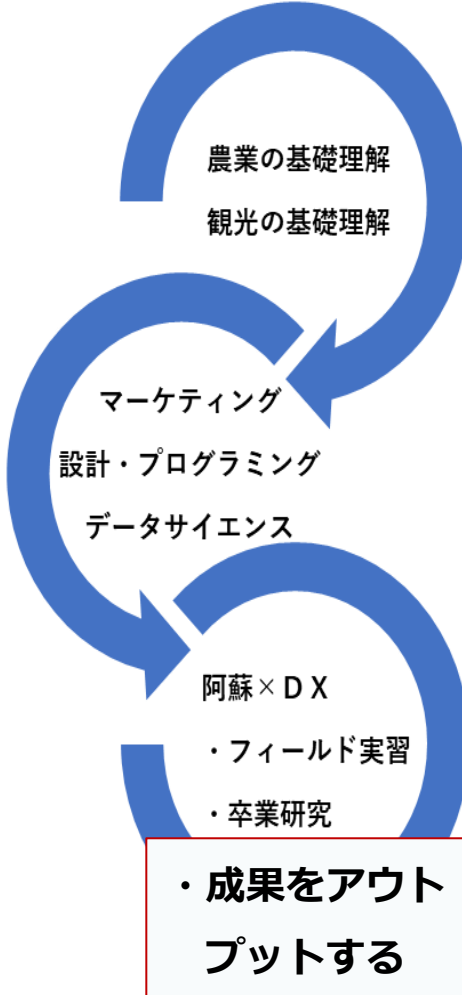 農業の基礎理解
観光の基礎理解
マーケティング
設計・プログラミング
データサイエンス
阿蘇×ＤＸ
・フィールド実習
・卒業研究
・成果をアウト
プットする